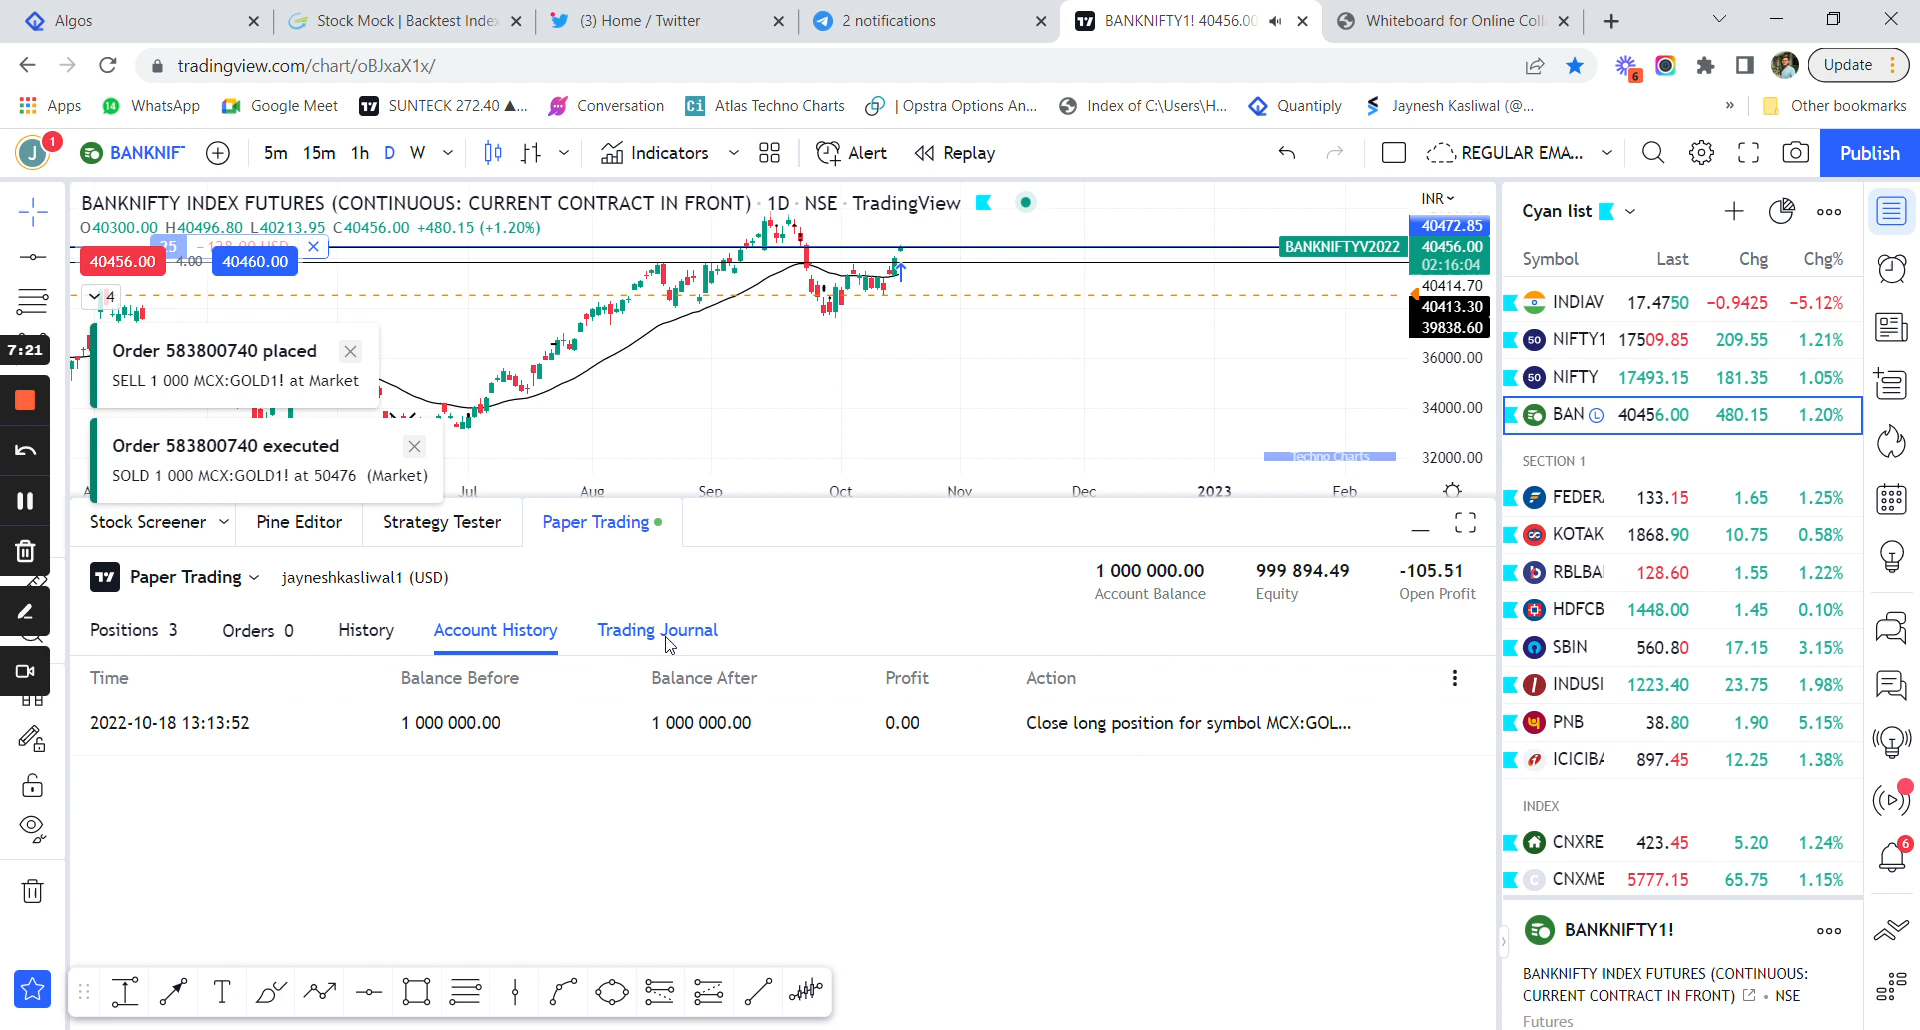 Algos
Stock Mock | Backtest Index
(3) Home / Twitter
2 notifications
BANKNIFTY1! 40456.00
Whiteboard for Online Coll
tradingview.com/chart/oBJxaX1x/
6
Update
Apps
14
WhatsApp
Google Meet
SUNTECK 272.40 ▲...
Conversation
Atlas Techno Charts
| Opstra Options An...
Index of C:\Users\H...
Quantiply
Jaynesh Kasliwal (@...
»
Other bookmarks
J
1
BANKNIF
5m 15m 1h D W
Indicators
Alert
Replay
REGULAR EMA...
Publish
BANKNIFTY INDEX FUTURES (CONTINUOUS: CURRENT CONTRACT IN FRONT) · 1D · NSE · TradingView
O40300.00 H40496.80 L40213.95 C40456.00 +480.15 (+1.20%)
25
40456.00 4.00 40460.00
4
INR
40472.85
BANKNIFTYV2022 40456.00
02:16:04
40414.70
40413.30
39838.60
36000.00
34000.00
32000.00
Techno Charts
Order 583800740 placed
SELL 1 000 MCX:GOLD1! at Market
Order 583800740 executed
SOLD 1 000 MCX:GOLD1! at 50476 (Market)
Jul Aug Sep Oct Nov Dec 2023 Feb
7:21
Stock Screener Pine Editor Strategy Tester Paper Trading
Paper Trading jayneshkasliwal1 (USD)
1 000 000.00 999 894.49 -105.51
Account Balance Equity Open Profit
Positions 3 Orders 0 History Account History Trading Journal
Time Balance Before Balance After Profit Action
2022-10-18 13:13:52 1 000 000.00 1 000 000.00 0.00 Close long position for symbol MCX:GOL...
Cyan list
Symbol Last Chg Chg%
INDIAV 17.4750 −0.9425 −5.12%
50 NIFTY1 17509.85 209.55 1.21%
50 NIFTY 17493.15 181.35 1.05%
BAN L 40456.00 480.15 1.20%
SECTION 1
FEDER 133.15 1.65 1.25%
KOTAK 1868.90 10.75 0.58%
RBLBA 128.60 1.55 1.22%
HDFCB 1448.00 1.45 0.10%
SBIN 560.80 17.15 3.15%
INDUSI 1223.40 23.75 1.98%
PNB 38.80 1.90 5.15%
ICICIBA 897.45 12.25 1.38%
INDEX
CNXRE 423.45 5.20 1.24%
C CNXME 5777.15 65.75 1.15%
BANKNIFTY1!
BANKNIFTY INDEX FUTURES (CONTINUOUS:
CURRENT CONTRACT IN FRONT) • NSE
Futures
6